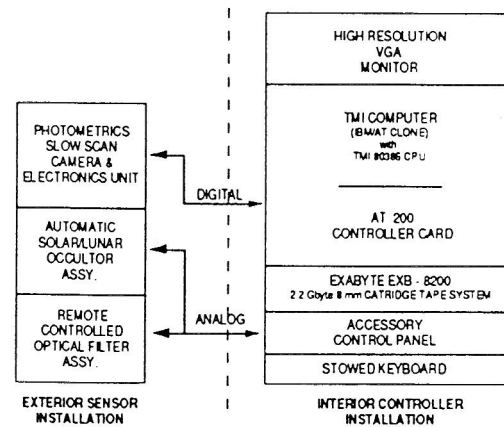 PHOTOMETRICS
SLOW SCAN
CAMERA &
ELECTRONICS UNIT
AUTOMATIC
SOLAR/LUNAR
OCCULTOR
ASSY.
REMOTE
CONTROLLED
OPTICAL FILTER
ASSY.
EXTERIOR SENSOR
INSTALLATION
DIGITAL
ANALOG
HIGH RESOLUTION
VGA
MONITOR
TMI COMPUTER
(IBM/AT CLONE)
with
TMI 80386 CPU
AT 200
CONTROLLER CARD
EXABYTE EXB - 8200
2.2 Gbyte 8 mm CATRIDGE TAPE SYSTEM
ACCESSORY
CONTROL PANEL
STOWED KEYBOARD
INTERIOR CONTROLLER
INSTALLATION